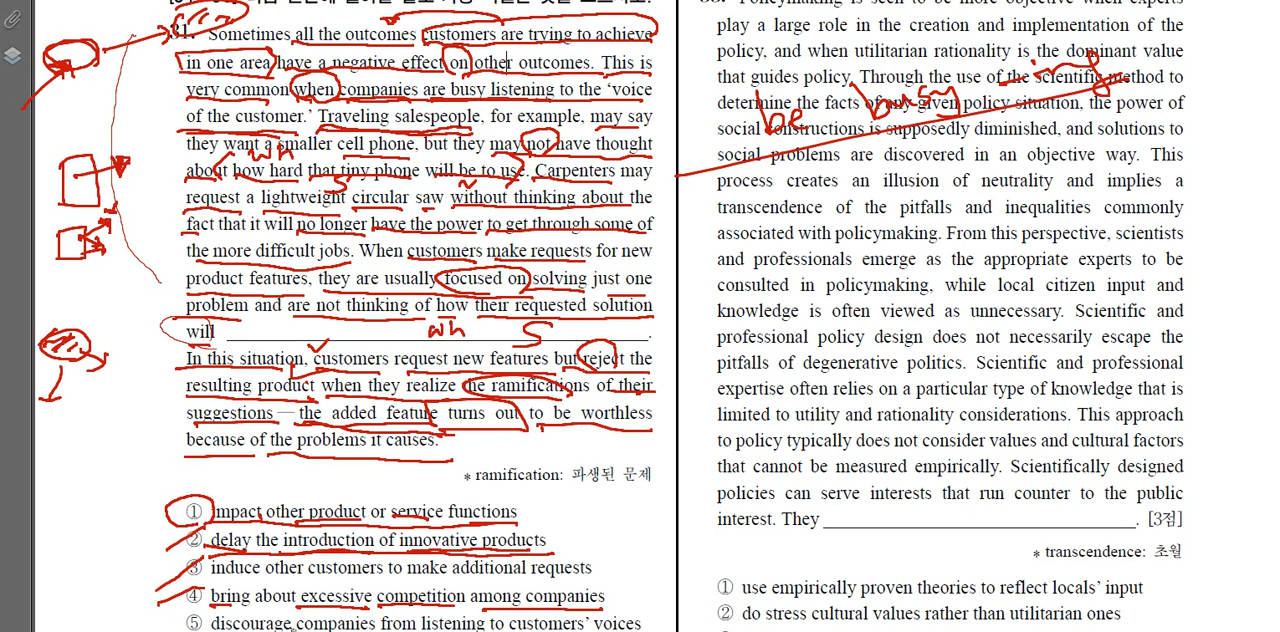 31. Sometimes all the outcomes customers are trying to achieve
in one area have a negative effect on other outcomes. This is
very common when companies are busy listening to the 'voice
of the customer.' Traveling salespeople, for example, may say
they want a smaller cell phone, but they may not have thought
about how hard that tiny phone will be to use. Carpenters may
request a lightweight circular saw without thinking about the
fact that it will no longer have the power to get through some of
the more difficult jobs. When customers make requests for new
product features, they are usually focused on solving just one
problem and are not thinking of how their requested solution
will ______.
In this situation, customers request new features but reject the
resulting product when they realize the ramifications of their
suggestions — the added feature turns out to be worthless
because of the problems it causes.
* ramification: 파생된 문제
① impact other product or service functions
② delay the introduction of innovative products
③ induce other customers to make additional requests
④ bring about excessive competition among companies
⑤ discourage companies from listening to customers' voices
wh
S
wh
S
Policymaking is seen to be more objective when experts
play a large role in the creation and implementation of the
policy, and when utilitarian rationality is the dominant value
that guides policy. Through the use of the scientific method to
determine the facts of any given policy situation, the power of
social constructions is supposedly diminished, and solutions to
social problems are discovered in an objective way. This
process creates an illusion of neutrality and implies a
transcendence of the pitfalls and inequalities commonly
associated with policymaking. From this perspective, scientists
and professionals emerge as the appropriate experts to be
consulted in policymaking, while local citizen input and
knowledge is often viewed as unnecessary. Scientific and
professional policy design does not necessarily escape the
pitfalls of degenerative politics. Scientific and professional
expertise often relies on a particular type of knowledge that is
limited to utility and rationality considerations. This approach
to policy typically does not consider values and cultural factors
that cannot be measured empirically. Scientifically designed
policies can serve interests that run counter to the public
interest. They ______. [3점]
* transcendence: 초월
① use empirically proven theories to reflect locals' input
② do stress cultural values rather than utilitarian ones
be busy -ing